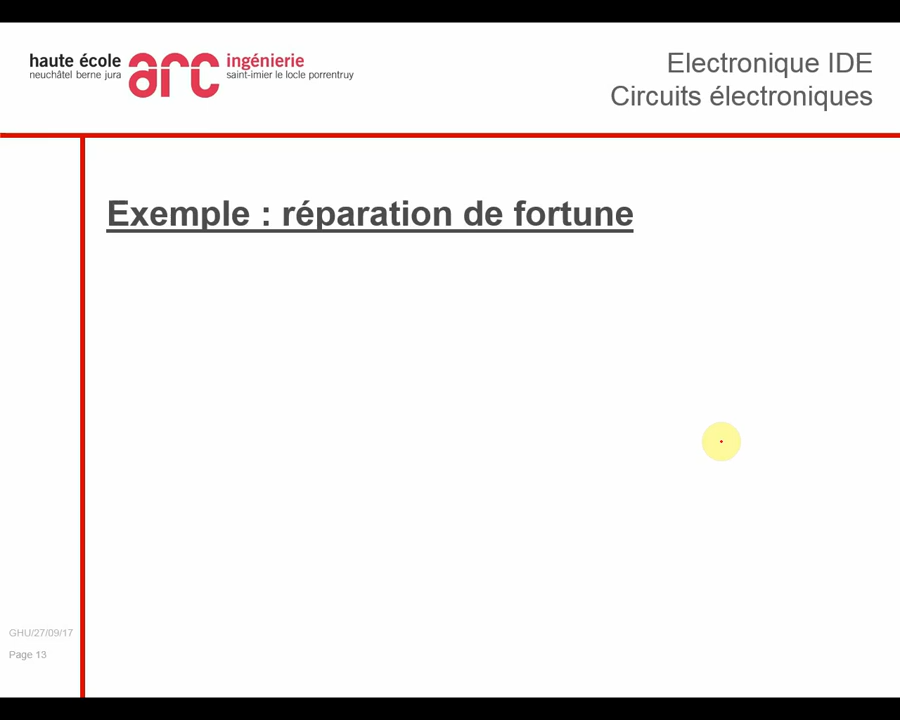 haute école
neuchâtel berne jura
arc
ingénierie
saint-imier le locle porrentruy
Electronique IDE
Circuits électroniques
Exemple : réparation de fortune
GHU/27/09/17
Page 13